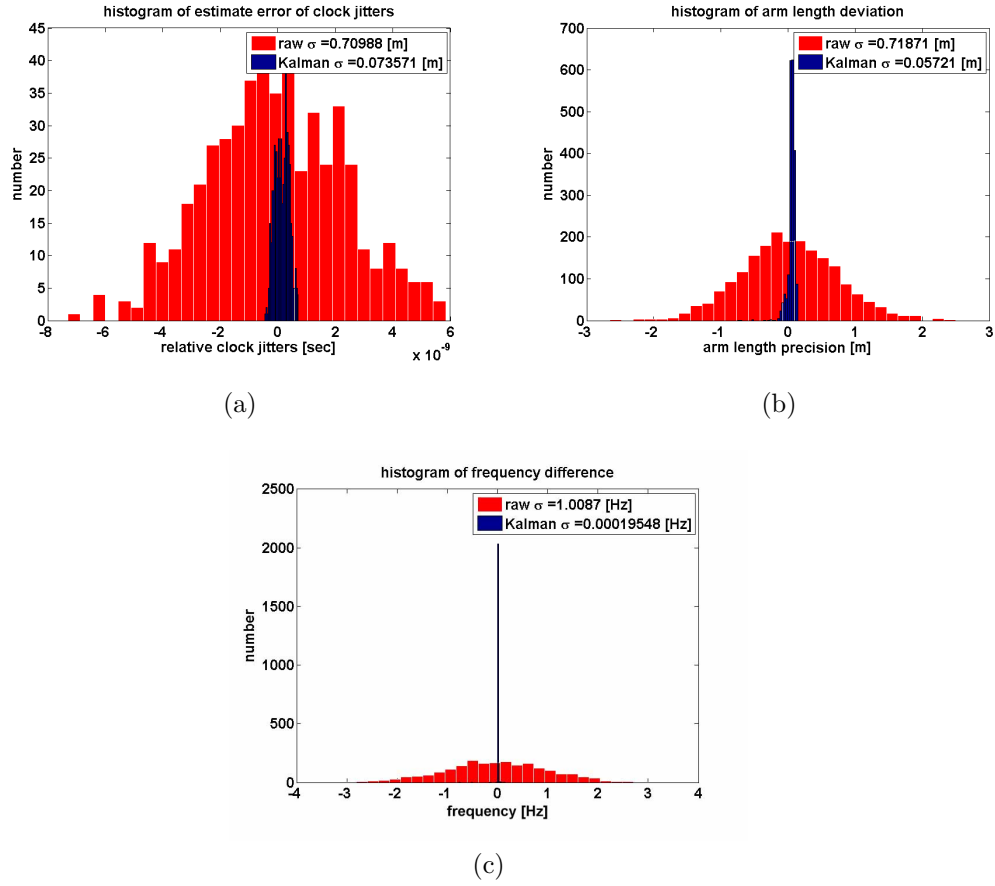 histogram of estimate error of clock jitters
raw σ =0.70988 [m]
Kalman σ =0.073571 [m]
number
45
40
35
30
25
20
15
10
5
0
-8
-6
-4
-2
0
2
4
6
relative clock jitters [sec]
x 10-9
(a)
histogram of arm length deviation
raw σ =0.71871 [m]
Kalman σ =0.05721 [m]
number
700
600
500
400
300
200
100
0
-3
-2
-1
0
1
2
3
arm length precision [m]
(b)
histogram of frequency difference
raw σ =1.0087 [Hz]
Kalman σ =0.00019548 [Hz]
number
2500
2000
1500
1000
500
0
-4
-3
-2
-1
0
1
2
3
4
frequency [Hz]
(c)